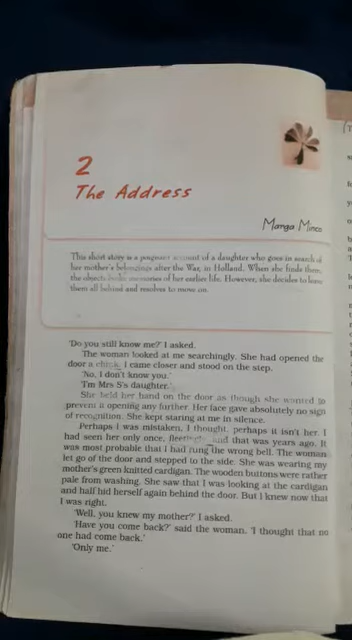 2
The Address
Marga Minco
This short story is a poignant account of a daughter who goes in search of
her mother's belongings after the War, in Holland. When she finds them,
the objects evoke memories of her earlier life. However, she decides to leave
them all behind and resolves to move on.
'Do you still know me?' I asked.
The woman looked at me searchingly. She had opened the
door a chink. I came closer and stood on the step.
'No, I don't know you.'
'I'm Mrs S's daughter.'
She held her hand on the door as though she wanted to
prevent it opening any further. Her face gave absolutely no sign
of recognition. She kept staring at me in silence.
Perhaps I was mistaken, I thought, perhaps it isn't her. I
had seen her only once, fleetingly, and that was years ago. It
was most probable that I had rung the wrong bell. The woman
let go of the door and stepped to the side. She was wearing my
mother's green knitted cardigan. The wooden buttons were rather
pale from washing. She saw that I was looking at the cardigan
and half hid herself again behind the door. But I knew now that
I was right.
'Well, you knew my mother?' I asked.
'Have you come back?' said the woman. 'I thought that no
one had come back.'
'Only me.'